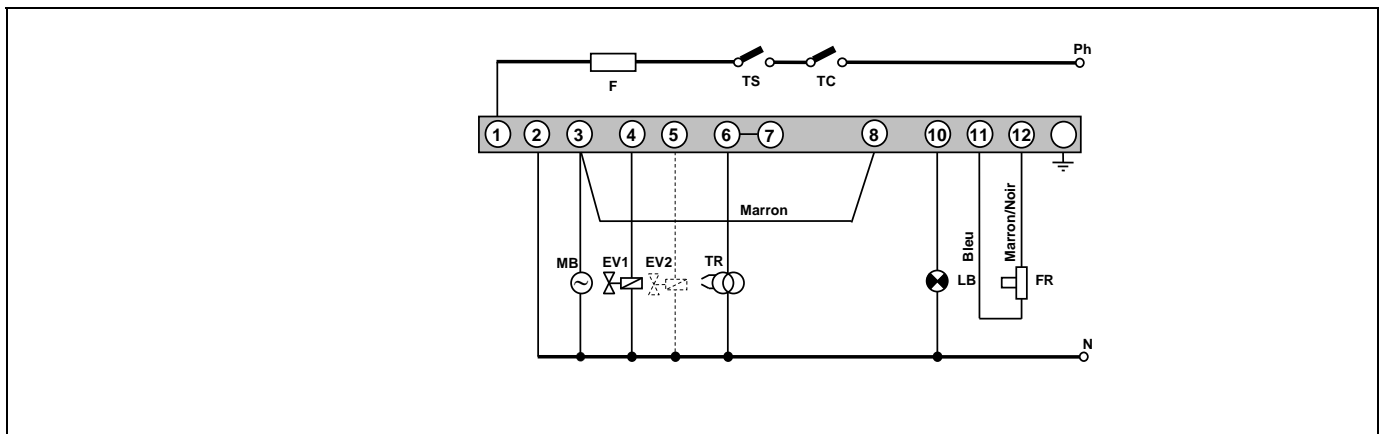 Ph
F
TS TC
1 2 3 4 5 6 7 8 10 11 12
Marron
Bleu
Marron/Noir
MB EV1 EV2 TR LB FR
N